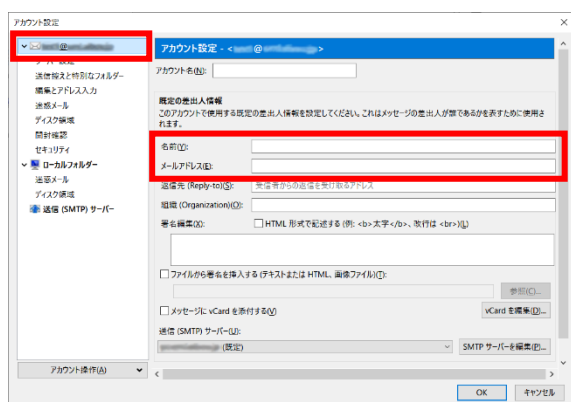 アカウント設定
@
アカウント設定 - < @ >
サーバー設定
アカウント名(N):
送信控えと特別なフォルダー
編集とアドレス入力
既定の差出人情報
迷惑メール
このアカウントで使用する既定の差出人情報を設定してください。これはメッセージの差出人が誰であるかを表すために使用されます。
ディスク領域
開封確認
セキュリティ
名前(Y):
ローカルフォルダー
メールアドレス(E):
迷惑メール
返信先 (Reply-to)(S): 受信者からの返信を受け取るアドレス
ディスク領域
組織 (Organization)(O):
送信 (SMTP) サーバー
署名編集(X): HTML 形式で記述する (例: <b>太字</b>、改行は <br>)(L)
ファイルから署名を挿入する (テキストまたは HTML、画像ファイル)(T):
参照(C)...
メッセージに vCard を添付する(V) vCard を編集(D)...
送信 (SMTP) サーバー(U):
(既定) SMTP サーバーを編集(P)...
アカウント操作(A)
OK キャンセル